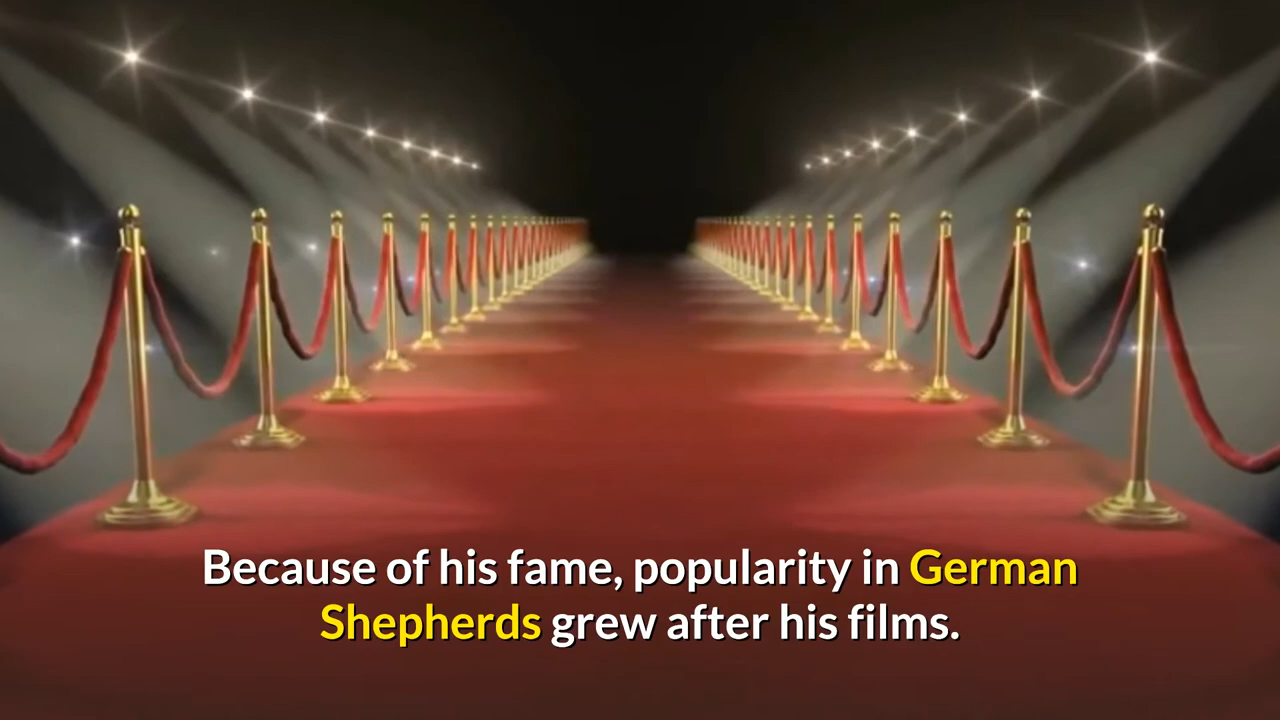 Because of his fame, popularity in German
Shepherds grew after his films.